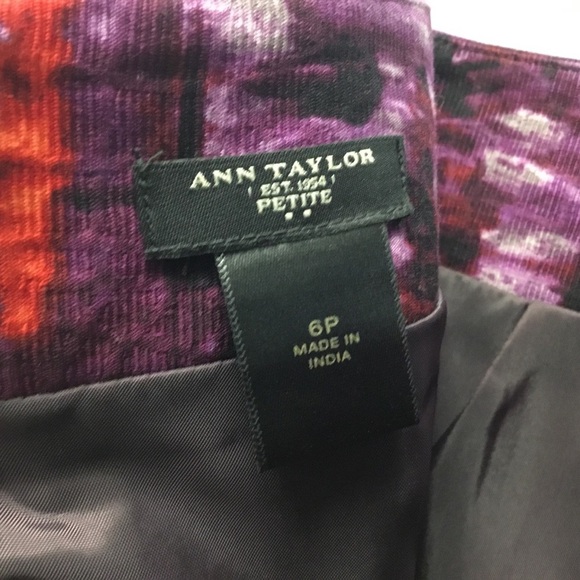 ANN TAYLOR
EST. 1954
PETITE
6P
MADE IN
INDIA